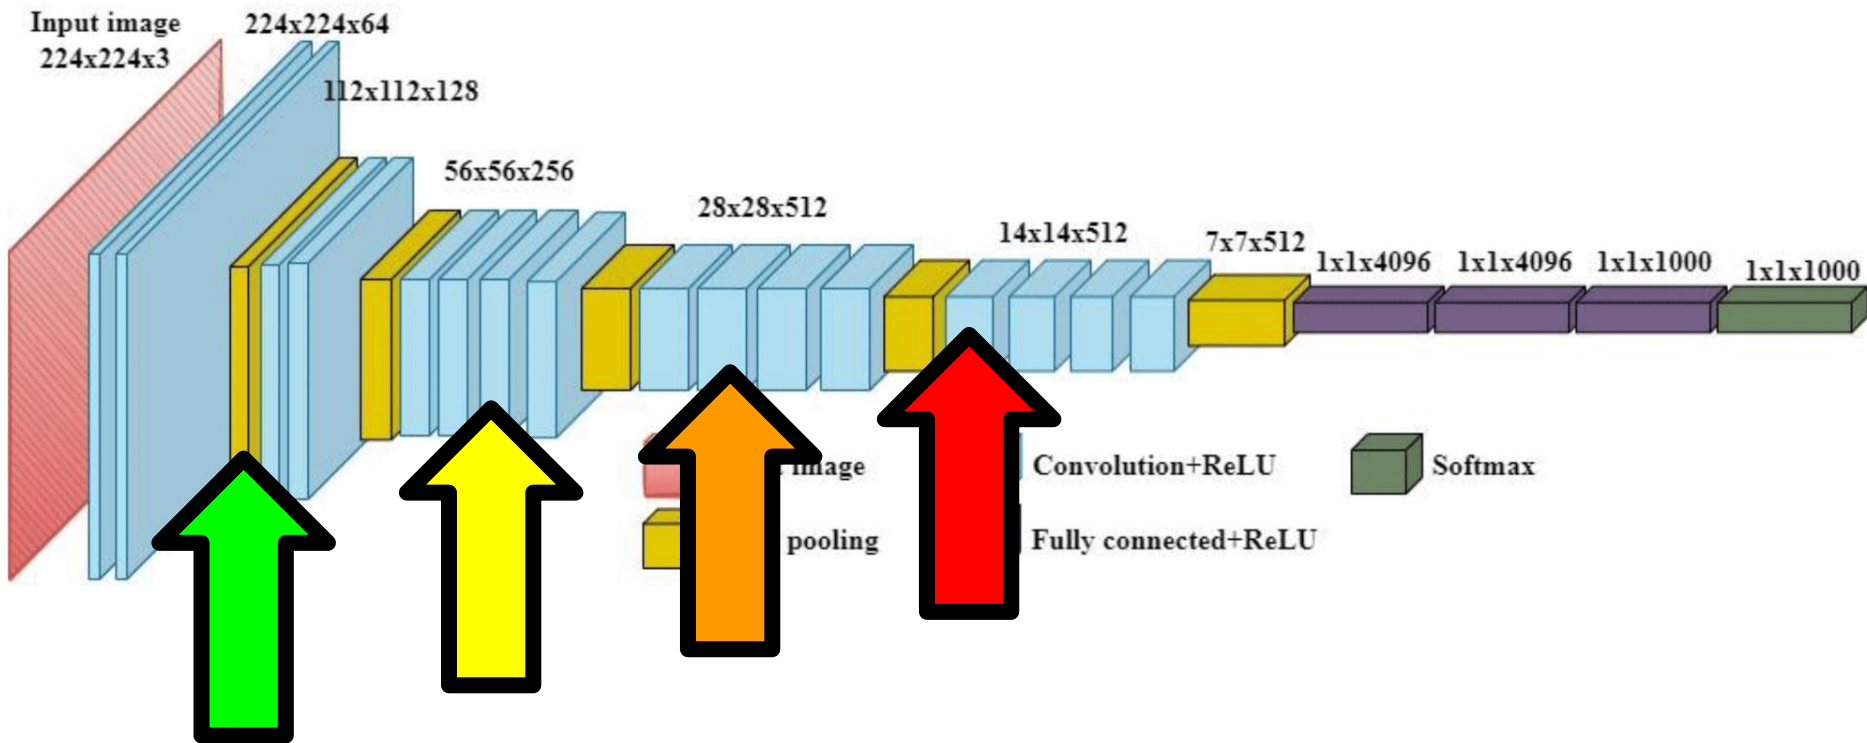 Input image
224x224x3
224x224x64
112x112x128
56x56x256
28x28x512
14x14x512
7x7x512
1x1x4096
1x1x4096
1x1x1000
1x1x1000
image
Convolution+ReLU
Softmax
pooling
Fully connected+ReLU